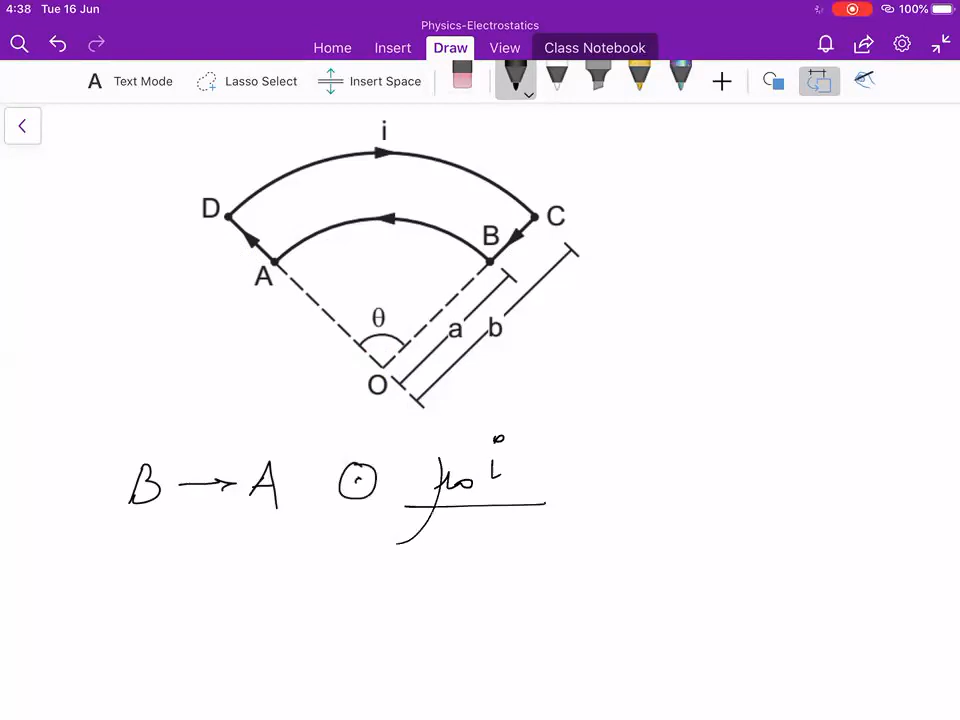 4:38 Tue 16 Jun 100%
Physics-Electrostatics
Home Insert Draw View Class Notebook
A Text Mode Lasso Select Insert Space
i
D C
B
A
θ
a b
O
B → A ⊙ μ₀ i